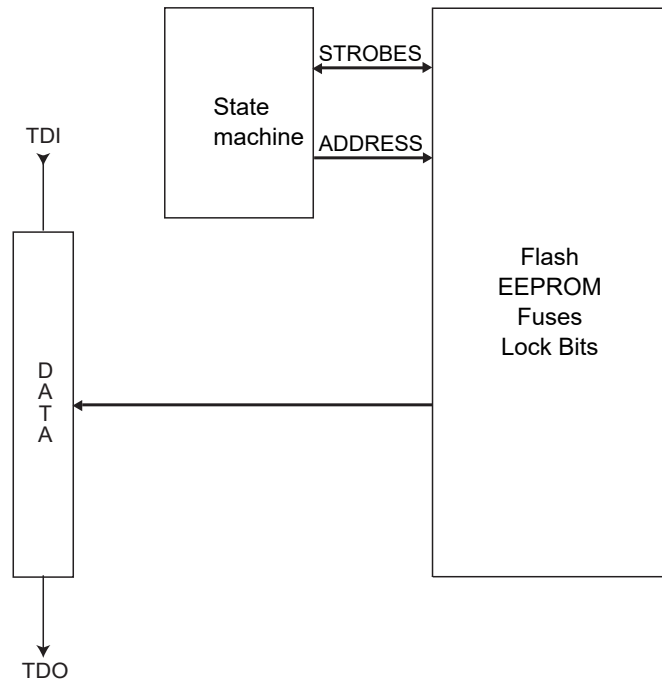 STROBES
State
machine
ADDRESS
TDI
Flash
EEPROM
Fuses
Lock Bits
D
A
T
A
TDO